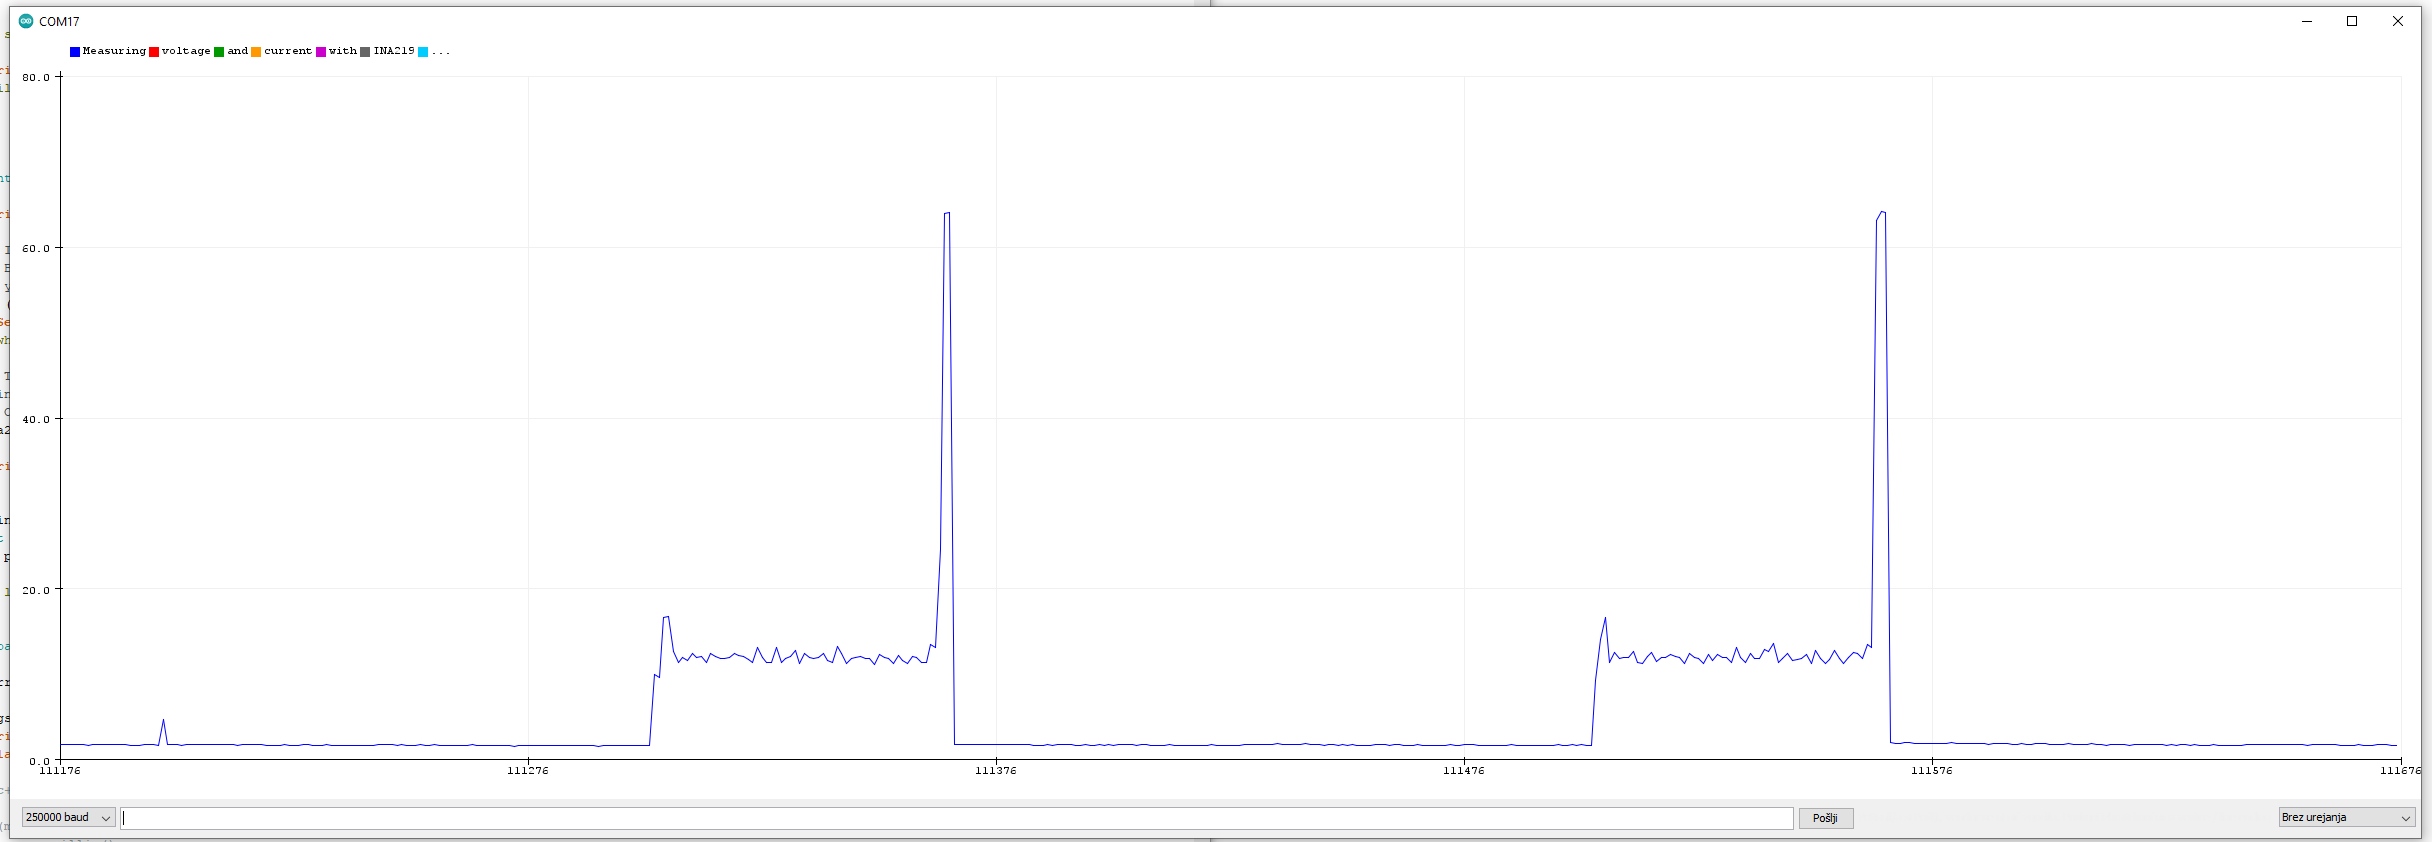 COM17
Measuring voltage and current with INA219 ...
80.0
60.0
40.0
20.0
0.0
111176 111276 111376 111476 111576 111676
250000 baud Pošlji Brez urejanja